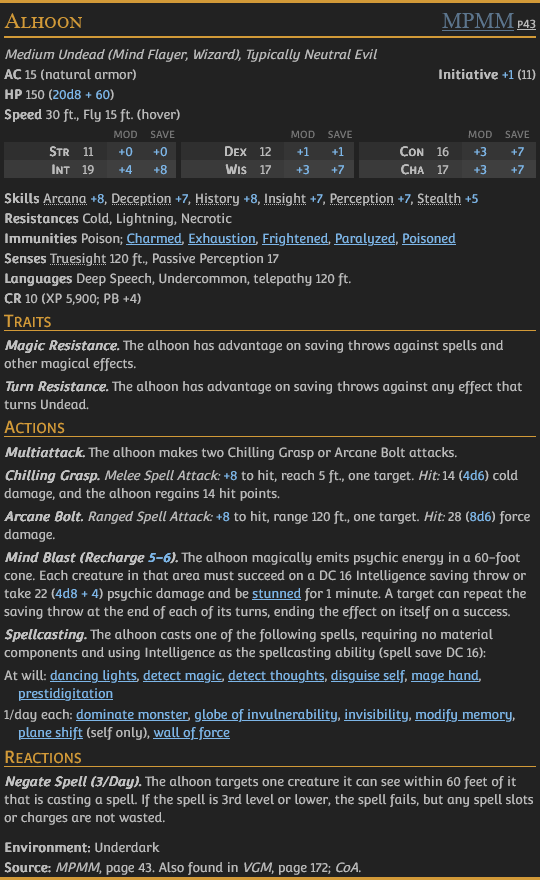 ALHOON MPMM P43
Medium Undead (Mind Flayer, Wizard), Typically Neutral Evil
AC 15 (natural armor) Initiative +1 (11)
HP 150 (20d8 + 60)
Speed 30 ft., Fly 15 ft. (hover)
MOD SAVE MOD SAVE MOD SAVE
STR 11 +0 +0 DEX 12 +1 +1 CON 16 +3 +7
INT 19 +4 +8 WIS 17 +3 +7 CHA 17 +3 +7
Skills Arcana +8, Deception +7, History +8, Insight +7, Perception +7, Stealth +5
Resistances Cold, Lightning, Necrotic
Immunities Poison; Charmed, Exhaustion, Frightened, Paralyzed, Poisoned
Senses Truesight 120 ft., Passive Perception 17
Languages Deep Speech, Undercommon, telepathy 120 ft.
CR 10 (XP 5,900; PB +4)
TRAITS
Magic Resistance. The alhoon has advantage on saving throws against spells and
other magical effects.
Turn Resistance. The alhoon has advantage on saving throws against any effect that
turns Undead.
ACTIONS
Multiattack. The alhoon makes two Chilling Grasp or Arcane Bolt attacks.
Chilling Grasp. Melee Spell Attack: +8 to hit, reach 5 ft., one target. Hit: 14 (4d6) cold
damage, and the alhoon regains 14 hit points.
Arcane Bolt. Ranged Spell Attack: +8 to hit, range 120 ft., one target. Hit: 28 (8d6) force
damage.
Mind Blast (Recharge 5–6). The alhoon magically emits psychic energy in a 60-foot
cone. Each creature in that area must succeed on a DC 16 Intelligence saving throw or
take 22 (4d8 + 4) psychic damage and be stunned for 1 minute. A target can repeat the
saving throw at the end of each of its turns, ending the effect on itself on a success.
Spellcasting. The alhoon casts one of the following spells, requiring no material
components and using Intelligence as the spellcasting ability (spell save DC 16):
At will: dancing lights, detect magic, detect thoughts, disguise self, mage hand,
prestidigitation
1/day each: dominate monster, globe of invulnerability, invisibility, modify memory,
plane shift (self only), wall of force
REACTIONS
Negate Spell (3/Day). The alhoon targets one creature it can see within 60 feet of it
that is casting a spell. If the spell is 3rd level or lower, the spell fails, but any spell slots
or charges are not wasted.
Environment: Underdark
Source: MPMM, page 43. Also found in VGM, page 172; CoA.